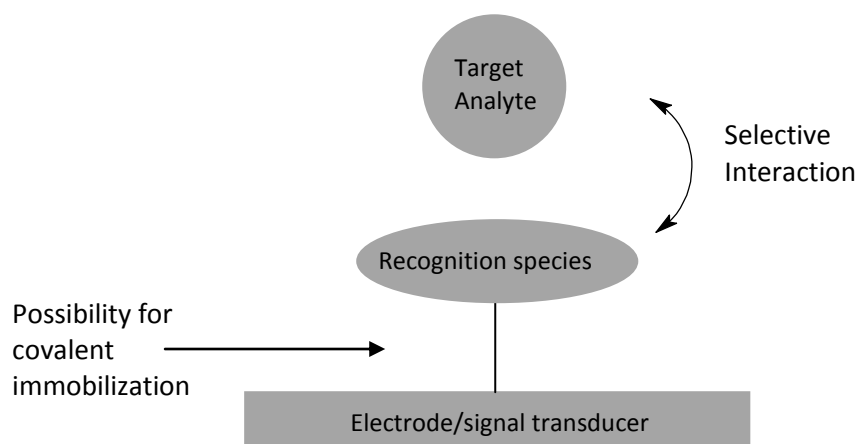 Target
Analyte
Selective
Interaction
Recognition species
Possibility for
covalent
immobilization
Electrode/signal transducer